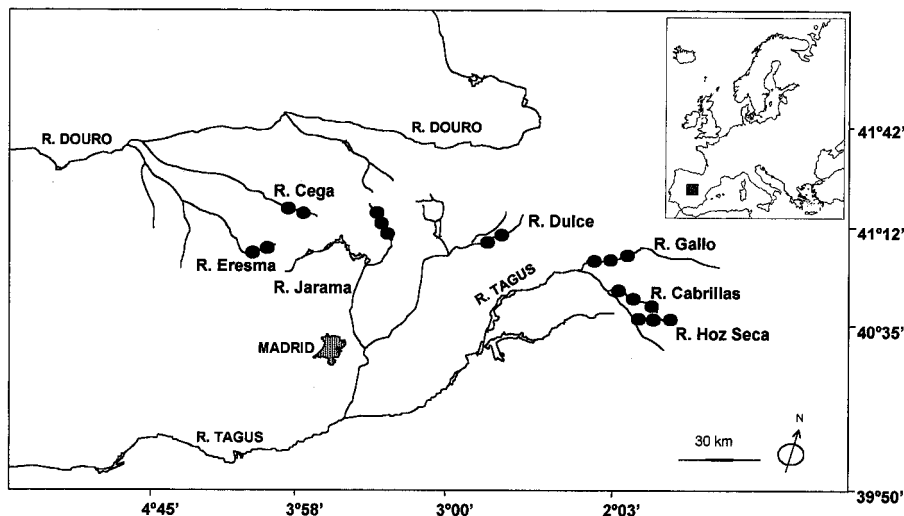 R. DOURO
R. DOURO
41°42'
R. Cega
R. Dulce
41°12'
R. Gallo
R. Eresma
R. Jarama
R. TAGUS
R. Cabrillas
R. Hoz Seca
40°35'
MADRID
R. TAGUS
30 km
N
39°50'
4°45'
3°58'
3°00'
2°03'